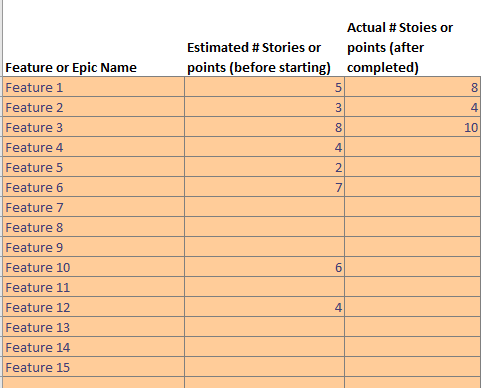 Feature or Epic Name
Estimated # Stories or
points (before starting)
Actual # Stoies or
points (after
completed)
Feature 1 5 8
Feature 2 3 4
Feature 3 8 10
Feature 4 4
Feature 5 2
Feature 6 7
Feature 7
Feature 8
Feature 9
Feature 10 6
Feature 11
Feature 12 4
Feature 13
Feature 14
Feature 15